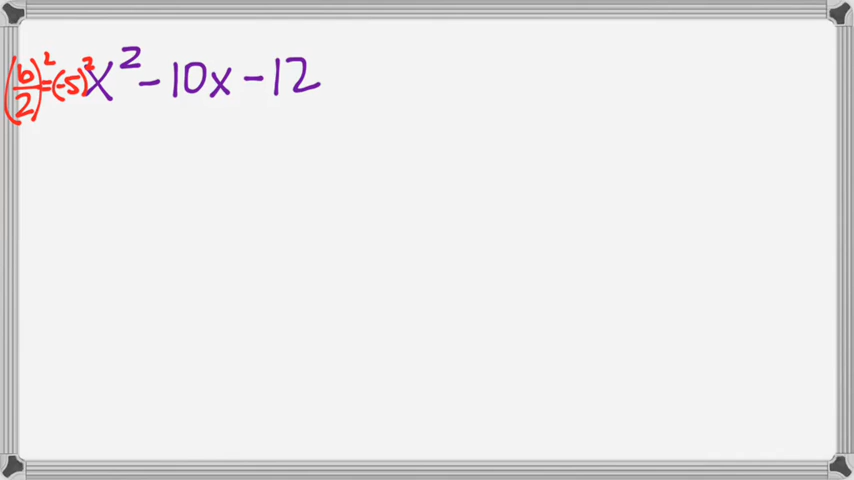 (b/2)² = (-5)² x² - 10x - 12